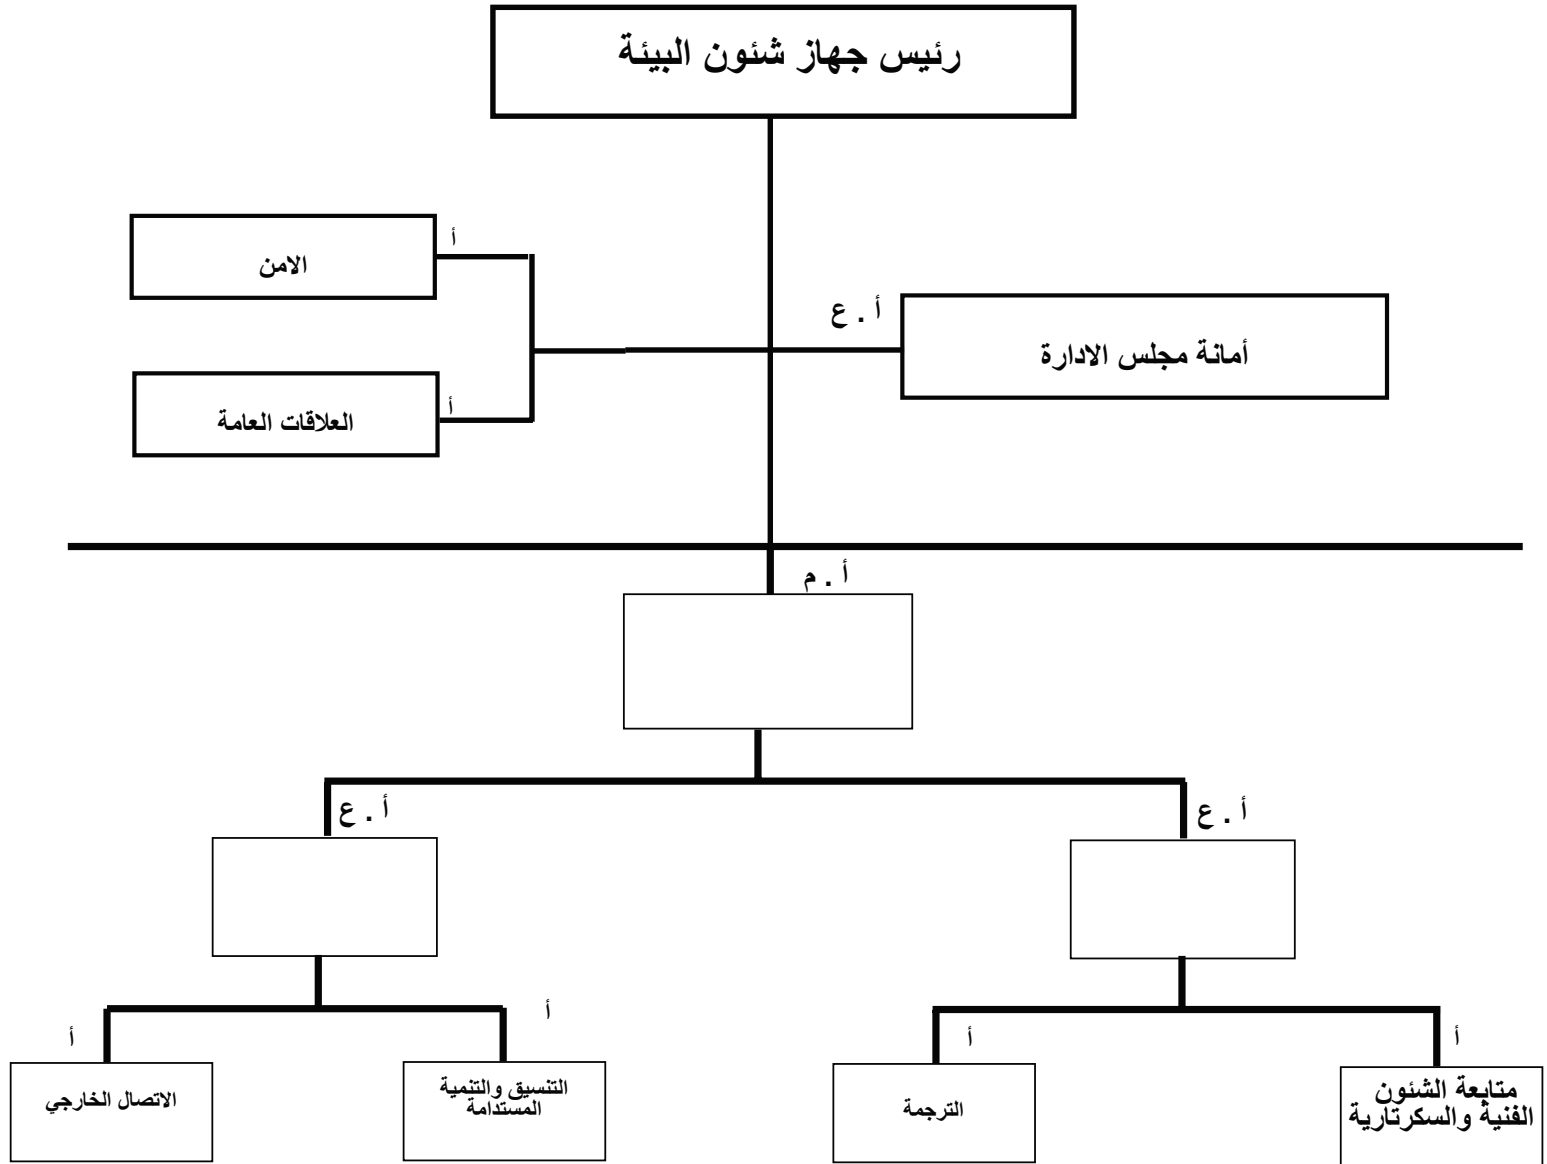 رئيس جهاز شئون البيئة
أ
الامن
أ . ع
أمانة مجلس الادارة
أ
العلاقات العامة
أ . م
أ . ع
أ . ع
أ
متابعة الشئون
الفنية والسكرتارية
أ
الترجمة
أ
التنسيق والتنمية
المستدامة
أ
الاتصال الخارجي